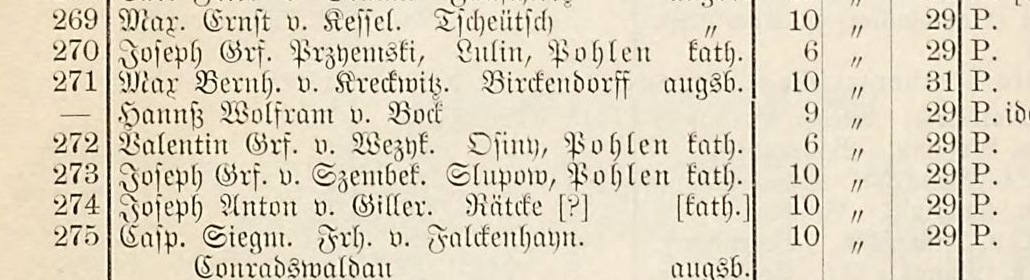 269 Max. Ernst v. Kessel. Tscheütsch „ 10 „ 29 P.
270 Joseph Grf. Przyemski, Lulin, Pohlen kath. 6 „ 29 P.
271 Max Bernh. v. Kreckwitz. Birckendorff augsb. 10 „ 31 P.
— Hannß Wolfram v. Bock 9 „ 29 P. ide
272 Valentin Grf. v. Wezyk. Osiny, Pohlen kath. 6 „ 29 P.
273 Joseph Grf. v. Szembek. Slupow, Pohlen kath. 10 „ 29 P.
274 Joseph Anton v. Giller. Rätcke [?] [kath.] 10 „ 29 P.
275 Casp. Siegm. Frh. v. Falckenhayn. 10 „ 29 P.
Conradswaldau augsb.